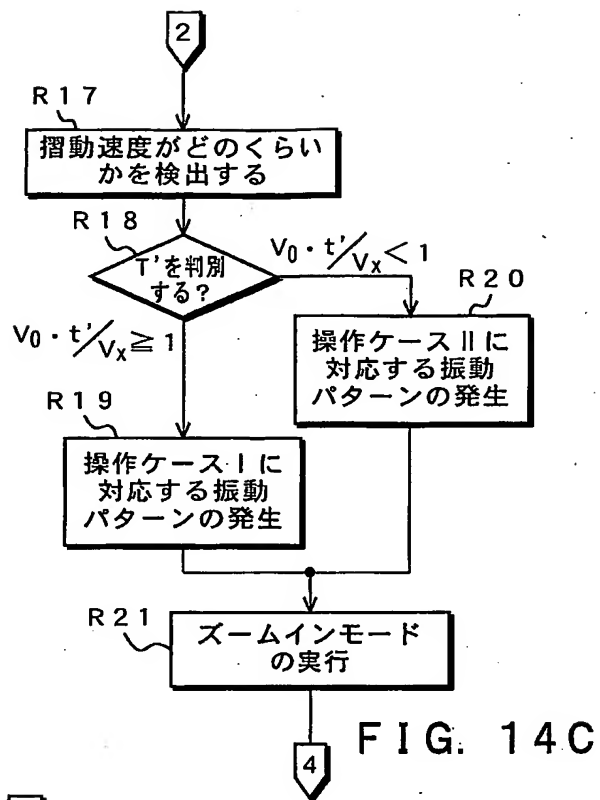 2
R17
摺動速度がどのくらい
かを検出する
R18
T'を判別
する?
V0・t'/Vx<1
V0・t'/Vx≧1
R20
操作ケースⅡに
対応する振動
パターンの発生
R19
操作ケースⅠに
対応する振動
パターンの発生
R21
ズームインモード
の実行
4
FIG. 14C